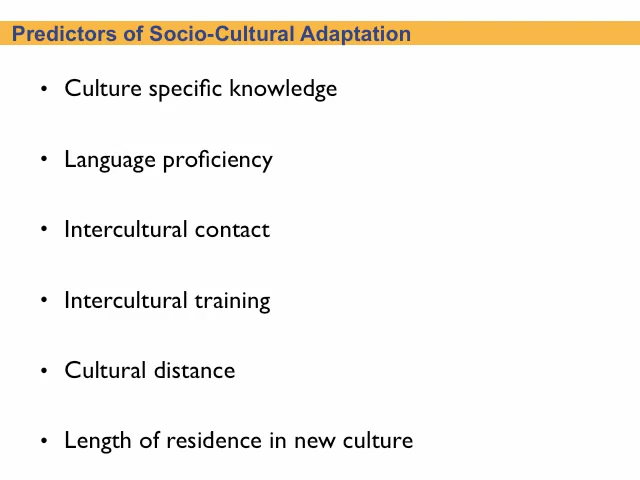 Predictors of Socio-Cultural Adaptation
• Culture specific knowledge
• Language proficiency
• Intercultural contact
• Intercultural training
• Cultural distance
• Length of residence in new culture